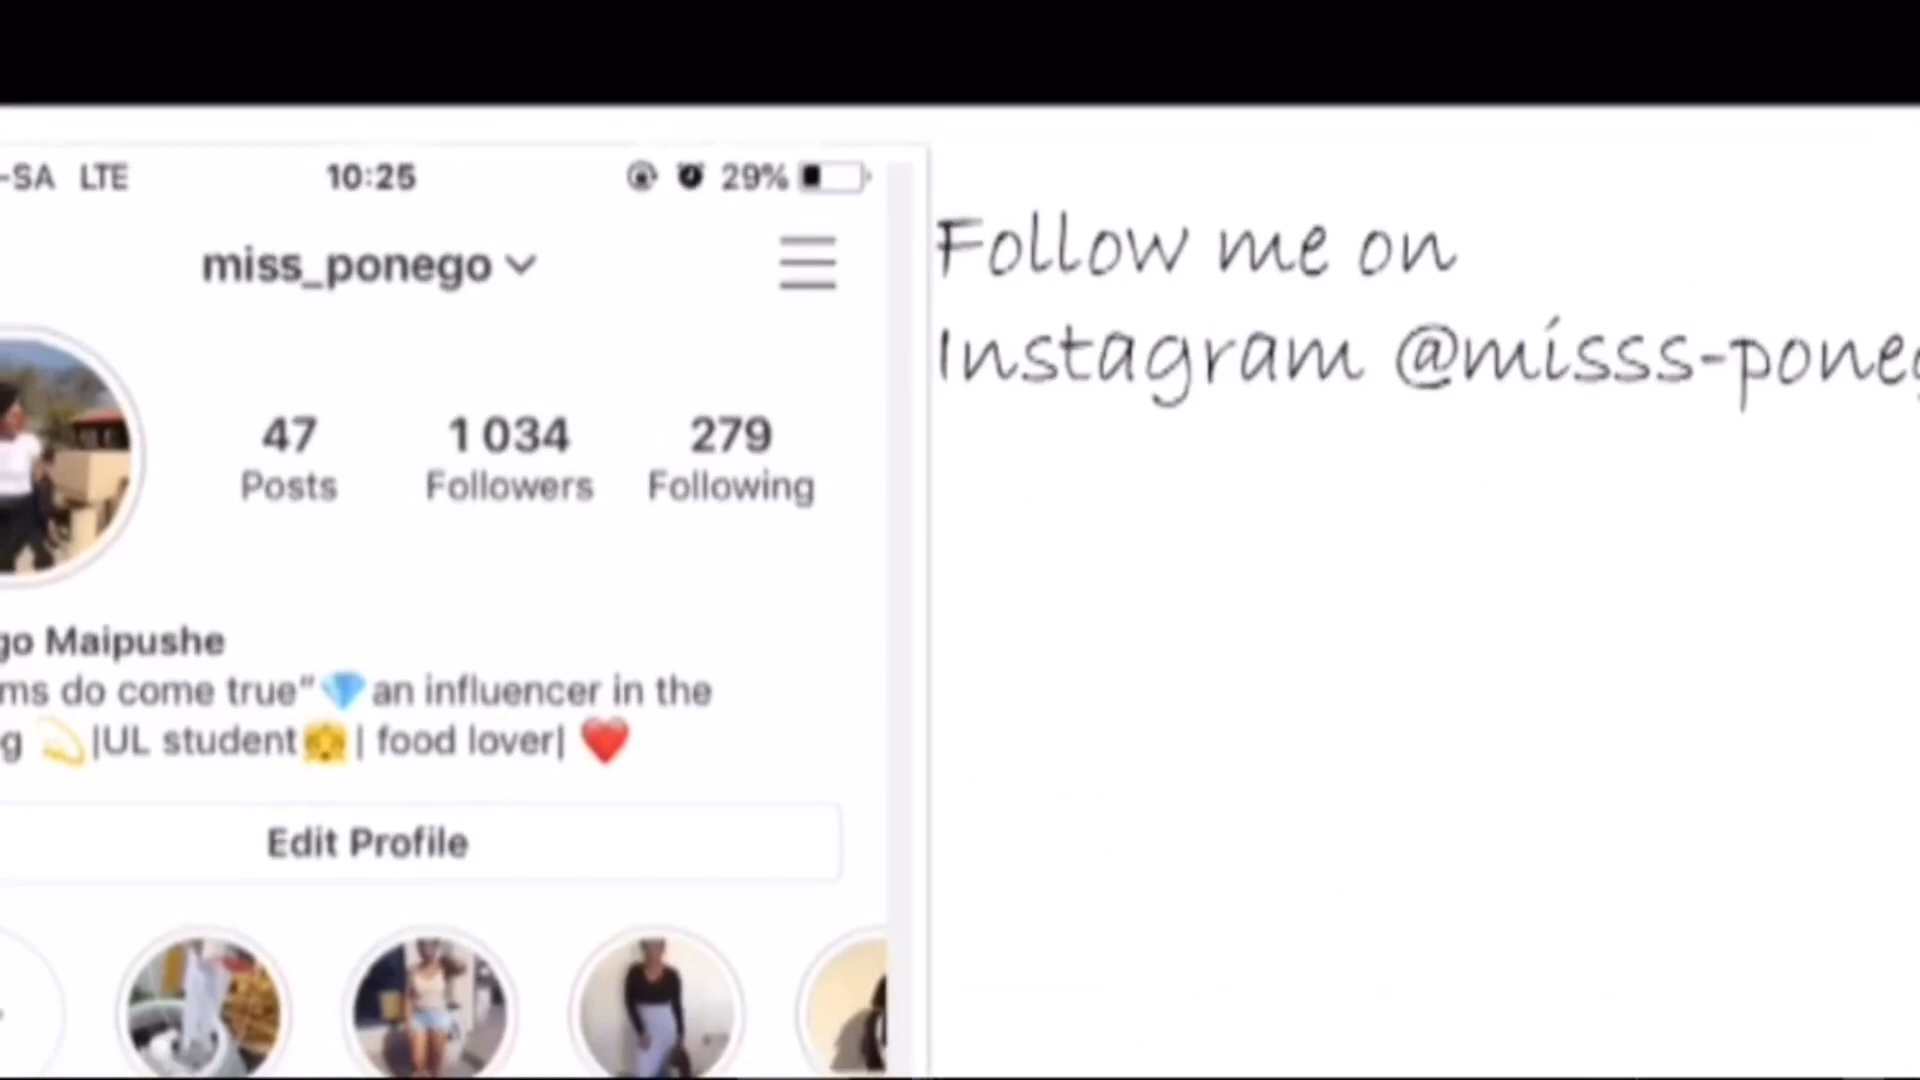 -SA LTE 10:25 29%
miss_ponego
47 1 034 279
Posts Followers Following
go Maipushe
ms do come true"💎an influencer in the
g 💫|UL student👧| food lover| ❤️
Edit Profile
Follow me on
Instagram @misss-poneg